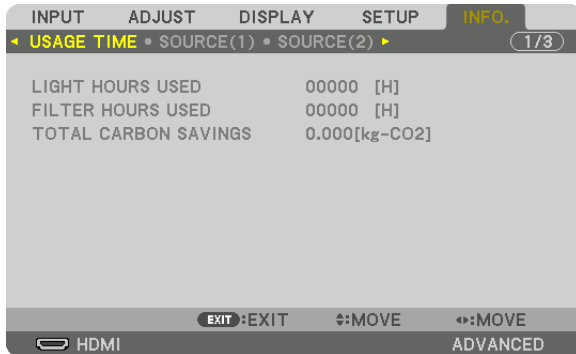 INPUT ADJUST DISPLAY SETUP INFO.
USAGE TIME • SOURCE(1) • SOURCE(2) 1/3
LIGHT HOURS USED 00000 [H]
FILTER HOURS USED 00000 [H]
TOTAL CARBON SAVINGS 0.000[kg-CO2]
EXIT :EXIT :MOVE :MOVE
HDMI ADVANCED